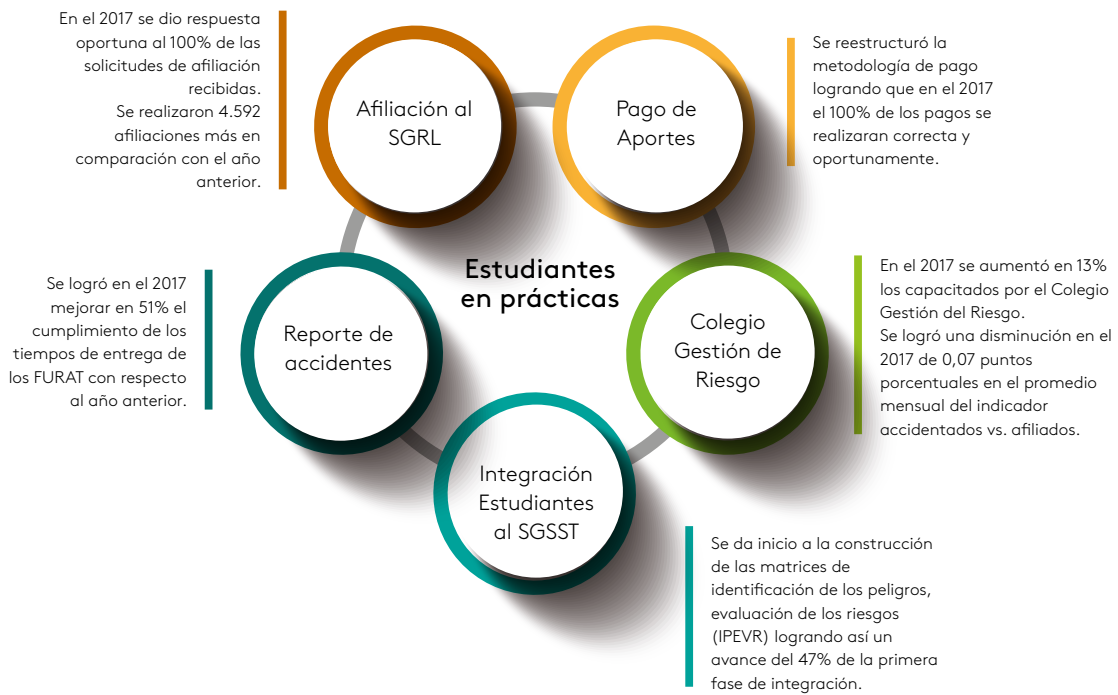 En el 2017 se dio respuesta
oportuna al 100% de las
solicitudes de afiliación
recibidas.
Se realizaron 4.592
afiliaciones más en
comparación con el año
anterior.
Afiliación al
SGRL
Pago de
Aportes
Se reestructuró la
metodología de pago
logrando que en el 2017
el 100% de los pagos se
realizaran correcta y
oportunamente.
Estudiantes
en prácticas
Se logró en el 2017
mejorar en 51% el
cumplimiento de los
tiempos de entrega de
los FURAT con respecto
al año anterior.
Reporte de
accidentes
Colegio
Gestión de
Riesgo
En el 2017 se aumentó en 13%
los capacitados por el Colegio
Gestión del Riesgo.
Se logró una disminución en el
2017 de 0,07 puntos
porcentuales en el promedio
mensual del indicador
accidentados vs. afiliados.
Integración
Estudiantes
al SGSST
Se da inicio a la construcción
de las matrices de
identificación de los peligros,
evaluación de los riesgos
(IPEVR) logrando así un
avance del 47% de la primera
fase de integración.